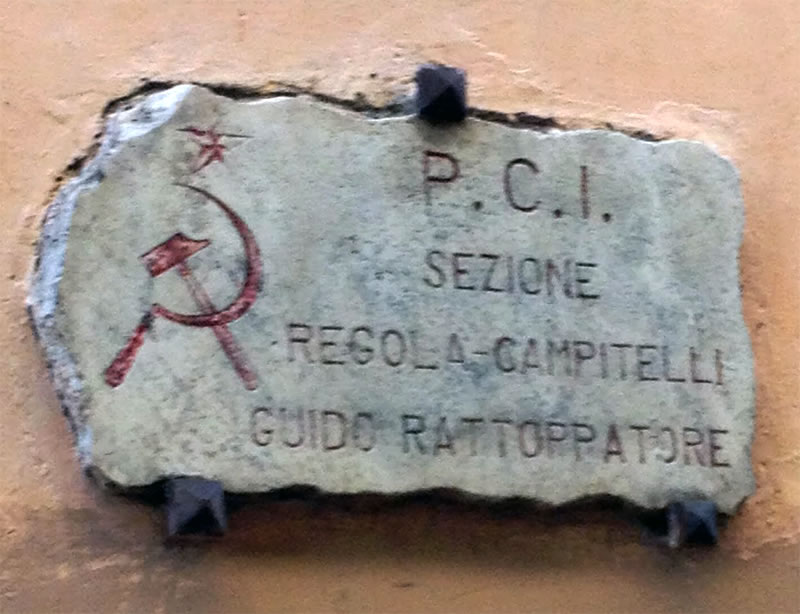 P.C.I.
SEZIONE
REGOLA-CAMPITELLI
GUIDO RATTOPPATORE